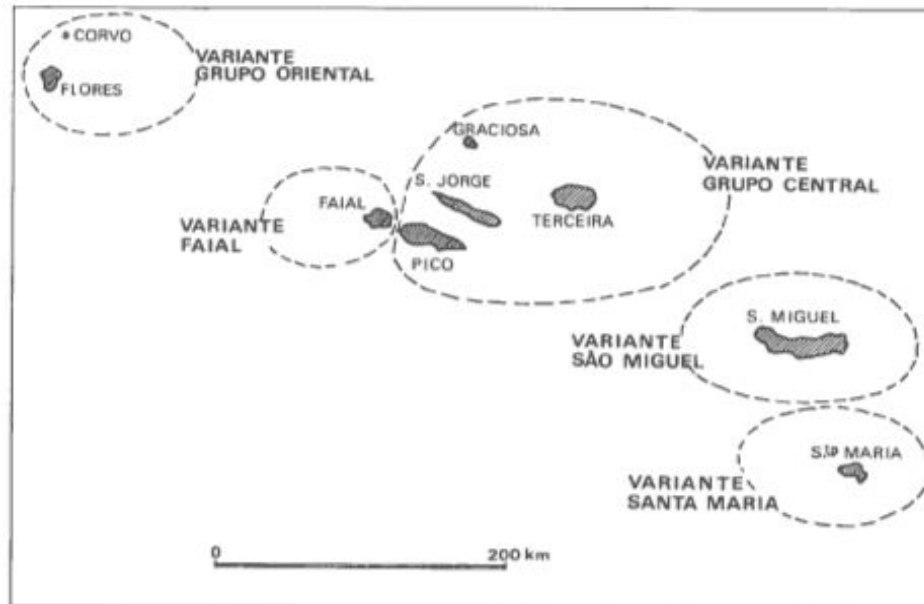 CORVO
FLORES
VARIANTE
GRUPO ORIENTAL
GRACIOSA
S. JORGE
FAIAL
PICO
TERCEIRA
VARIANTE
GRUPO CENTRAL
VARIANTE
FAIAL
S. MIGUEL
VARIANTE
SÃO MIGUEL
Sta MARIA
VARIANTE
SANTA MARIA
0
200 km